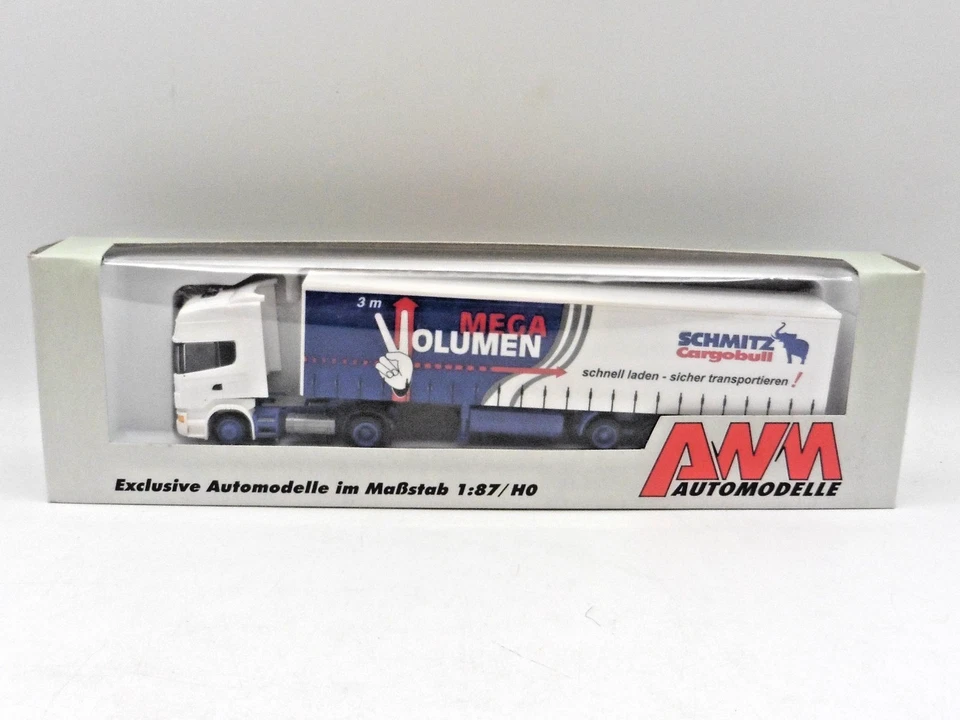 3 m
MEGA
VOLUMEN
SCHMITZ
Cargobull
schnell laden - sicher transportieren !
AWM
AUTOMODELLE
Exclusive Automodelle im Maßstab 1:87/H0